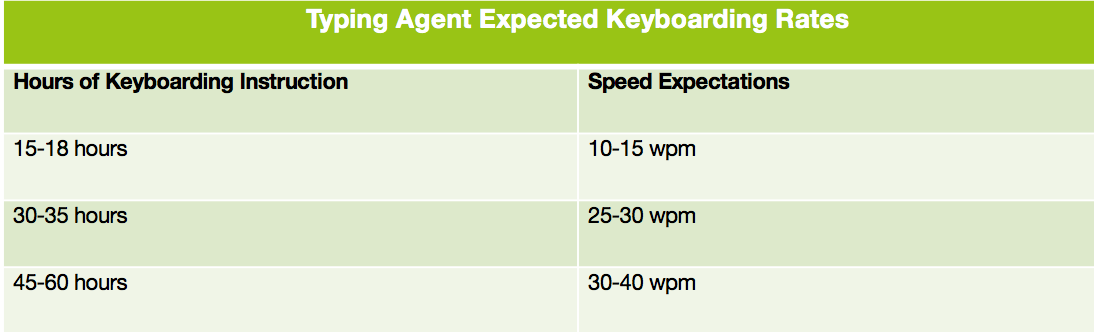 Typing Agent Expected Keyboarding Rates
Hours of Keyboarding Instruction Speed Expectations
15-18 hours 10-15 wpm
30-35 hours 25-30 wpm
45-60 hours 30-40 wpm